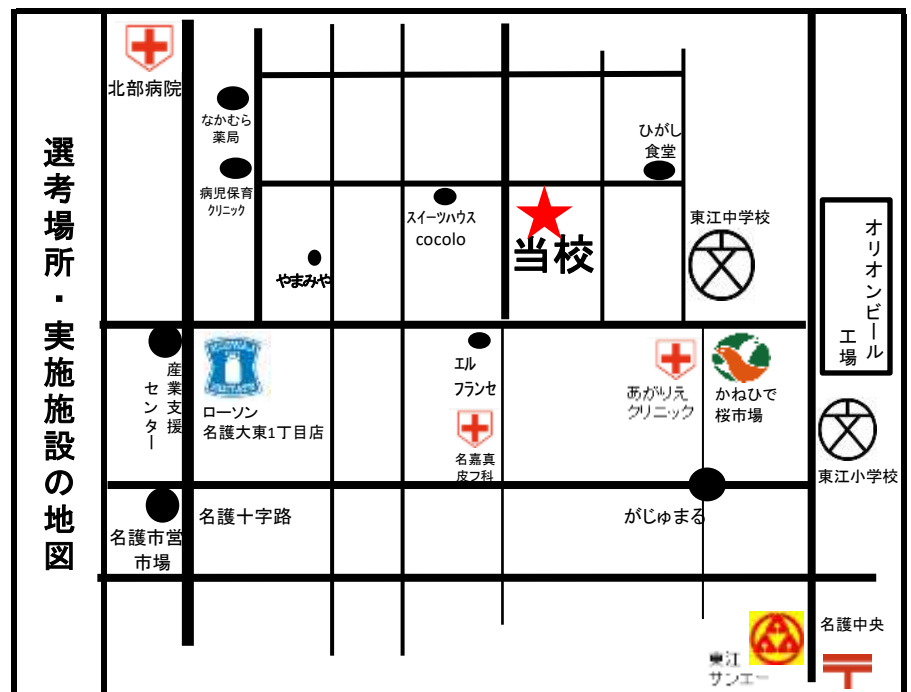 選考場所・実施施設の地図
北部病院
なかむら
薬局
病児保育
クリニック
ひがし
食堂
スイーツハウス
cocolo
当校
やまみや
東江中学校
オリオンビール
工場
産業支援
センター
ローソン
名護大東1丁目店
エル
フランセ
名嘉真
皮フ科
あがりえ
クリニック
かねひで
桜市場
東江小学校
名護市営
市場
名護十字路
がじゅまる
東江
サンエー
名護中央